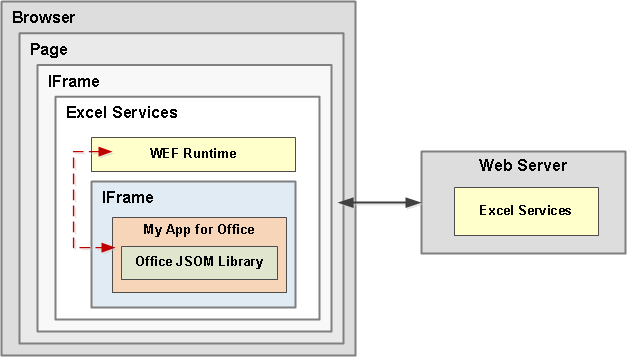 Browser
Page
IFrame
Excel Services
WEF Runtime
IFrame
My App for Office
Office JSOM Library
Web Server
Excel Services